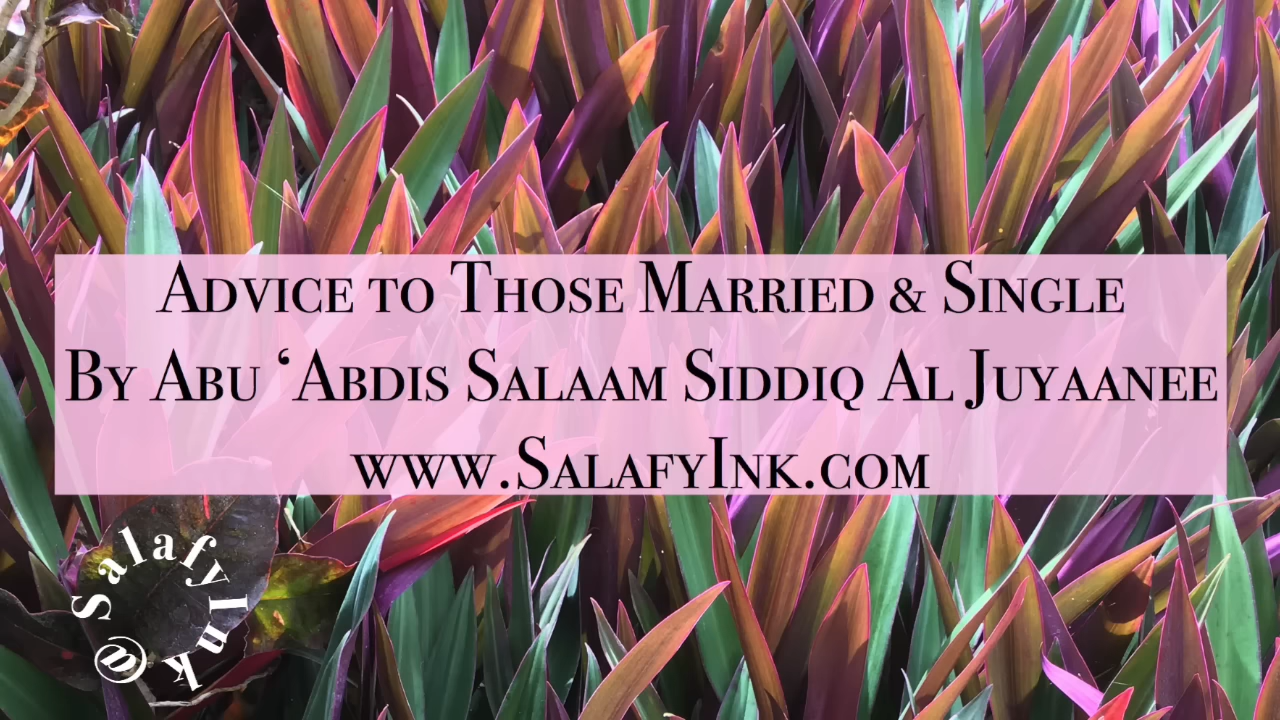 Advice to Those Married & Single
By Abu ‘Abdis Salaam Siddiq Al Juyaanee
www.SalafyInk.com
@SalafyInk